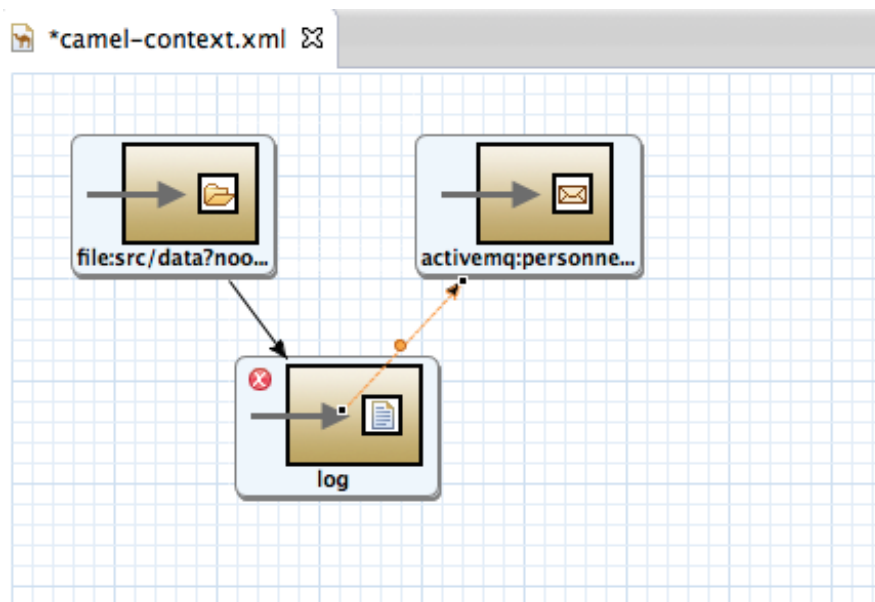 *camel-context.xml
file:src/data?noo...
activemq:personne...
log